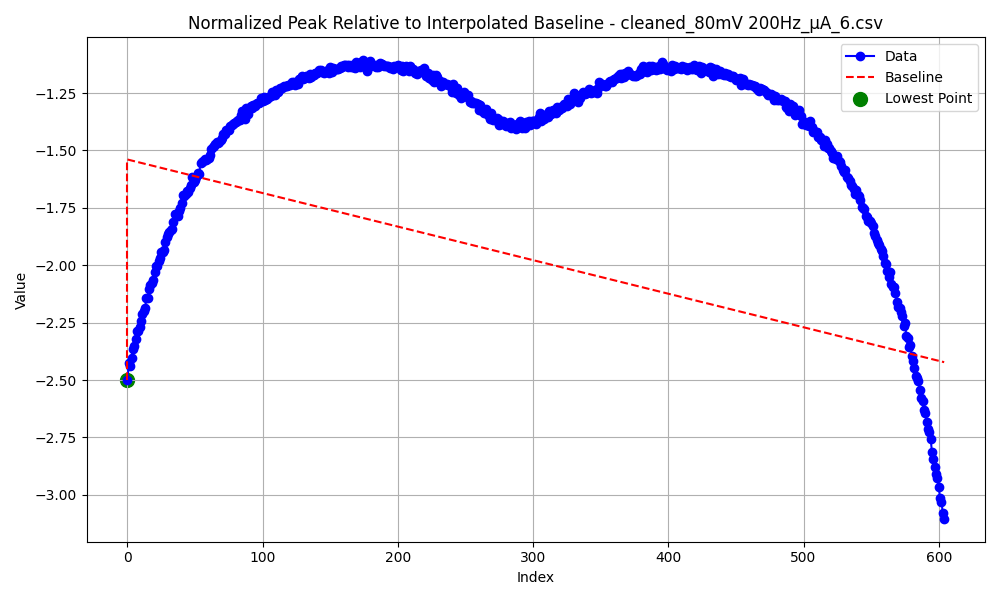 Normalized Peak Relative to Interpolated Baseline - cleaned_80mV 200Hz_μA_6.csv
Data
Baseline
Lowest Point
−1.25
−1.50
−1.75
−2.00
−2.25
−2.50
−2.75
−3.00
Value
0
100
200
300
400
500
600
Index